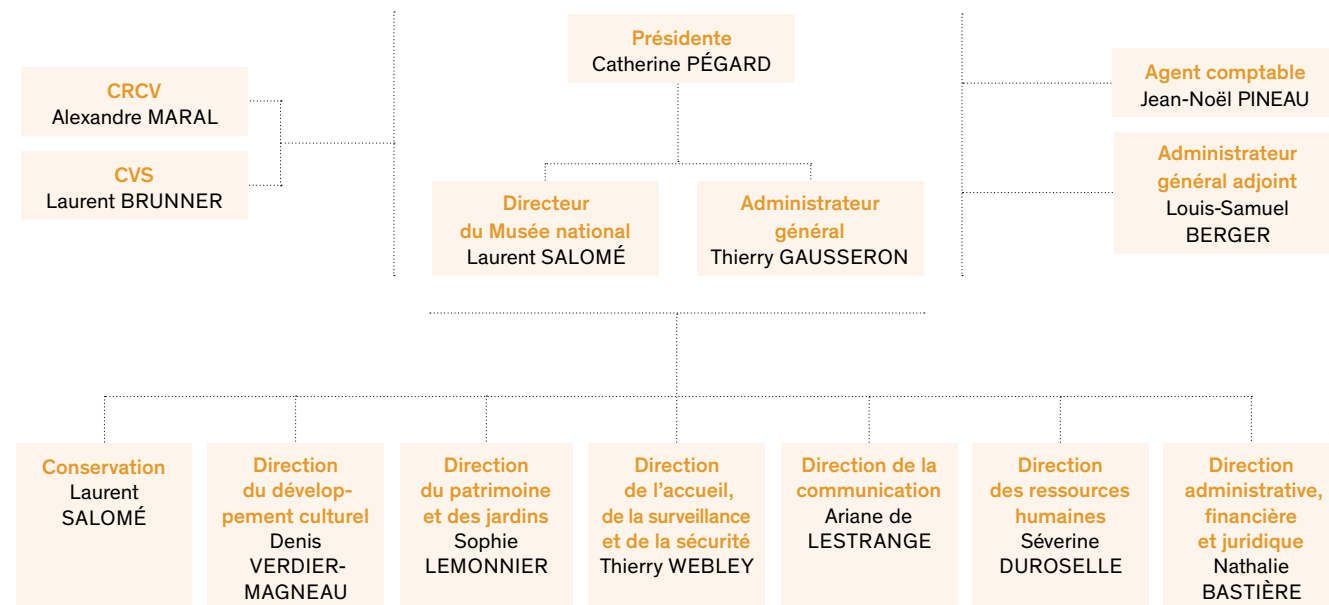 Présidente
Catherine PÉGARD
CRCV
Alexandre MARAL
CVS
Laurent BRUNNER
Agent comptable
Jean-Noël PINEAU
Administrateur
général adjoint
Louis-Samuel
BERGER
Directeur
du Musée national
Laurent SALOMÉ
Administrateur
général
Thierry GAUSSERON
Conservation
Laurent
SALOMÉ
Direction
du dévelop-
pement culturel
Denis
VERDIER-
MAGNEAU
Direction
du patrimoine
et des jardins
Sophie
LEMONNIER
Direction
de l'accueil,
de la surveillance
et de la sécurité
Thierry WEBLEY
Direction de la
communication
Ariane de
LESTRANGE
Direction
des ressources
humaines
Séverine
DUROSELLE
Direction
administrative,
financière
et juridique
Nathalie
BASTIÈRE